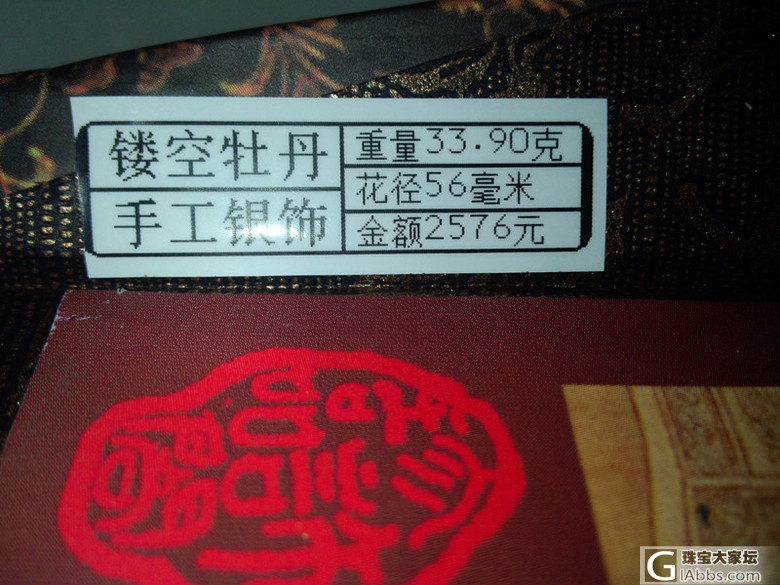 镂空牡丹
手工银饰
重量33.90克
花径56毫米
金额2576元
珠宝大家坛
GIAbbs.com